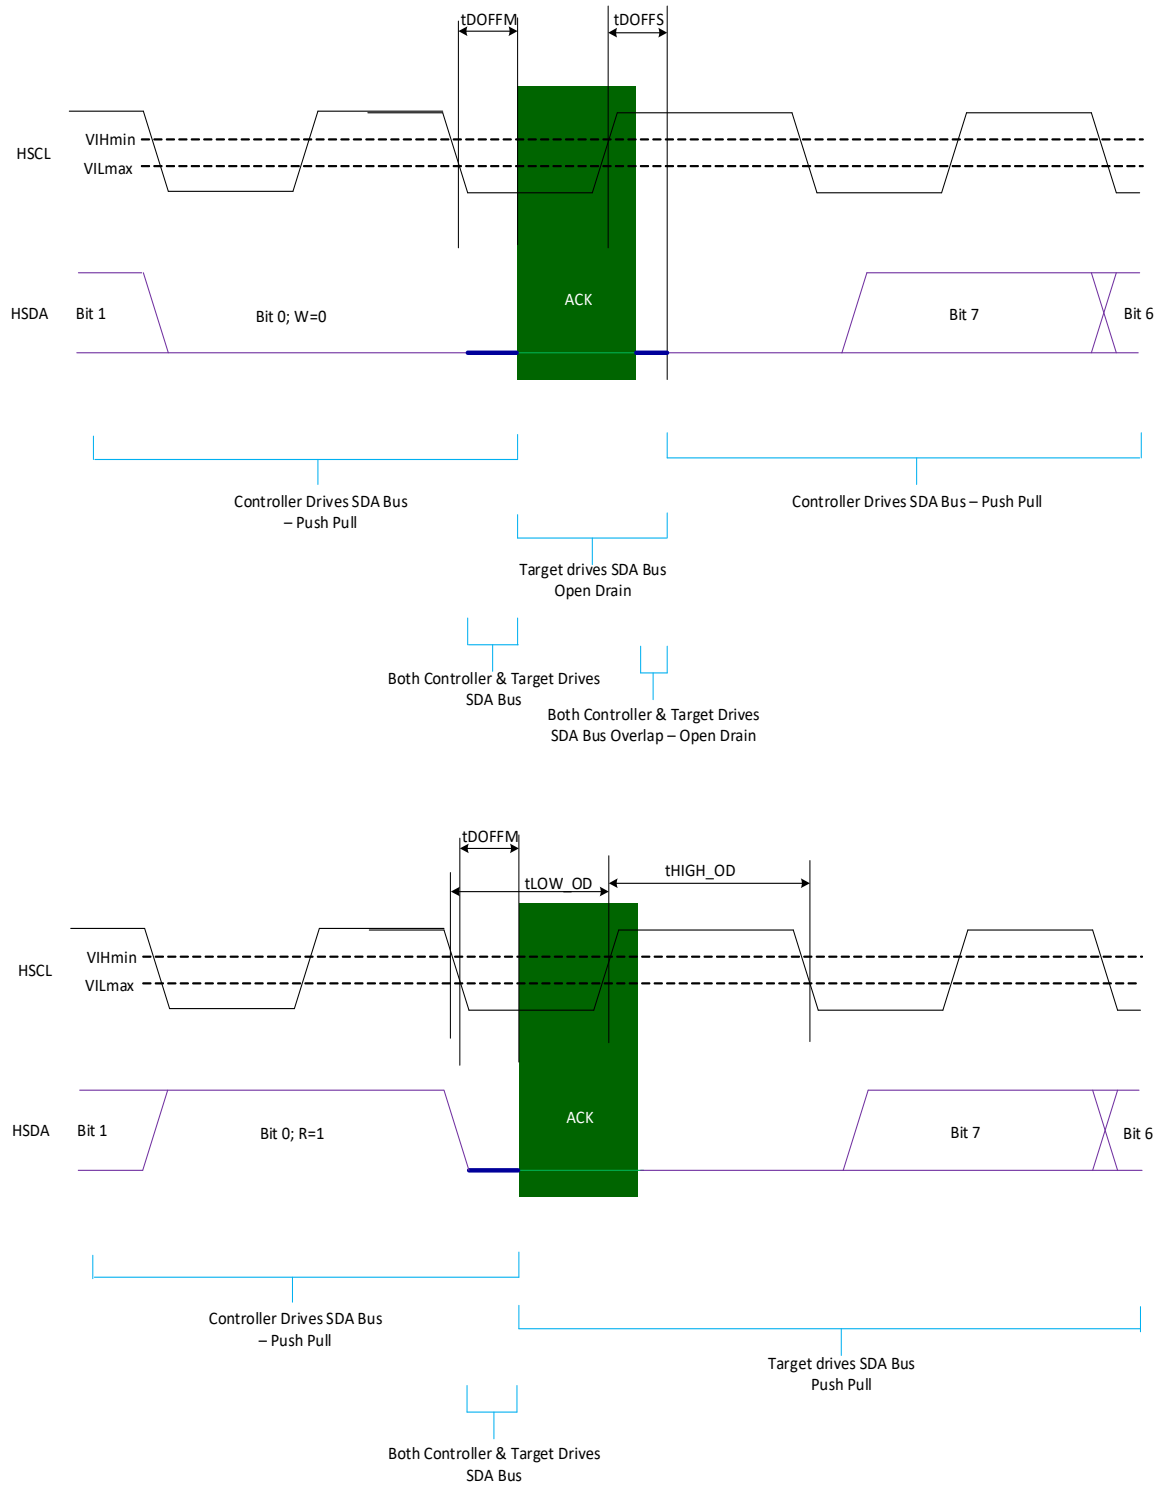 tDOFFM
tDOFFS
VIHmin
HSCL
VILmax
ACK
HSDA
Bit 1
Bit 0; W=0
Bit 7
Bit 6
Controller Drives SDA Bus
– Push Pull
Controller Drives SDA Bus – Push Pull
Target drives SDA Bus
Open Drain
Both Controller & Target Drives
SDA Bus
Both Controller & Target Drives
SDA Bus Overlap – Open Drain
tDOFFM
tLOW_OD
tHIGH_OD
VIHmin
HSCL
VILmax
ACK
HSDA
Bit 1
Bit 0; R=1
Bit 7
Bit 6
Controller Drives SDA Bus
– Push Pull
Target drives SDA Bus
Push Pull
Both Controller & Target Drives
SDA Bus